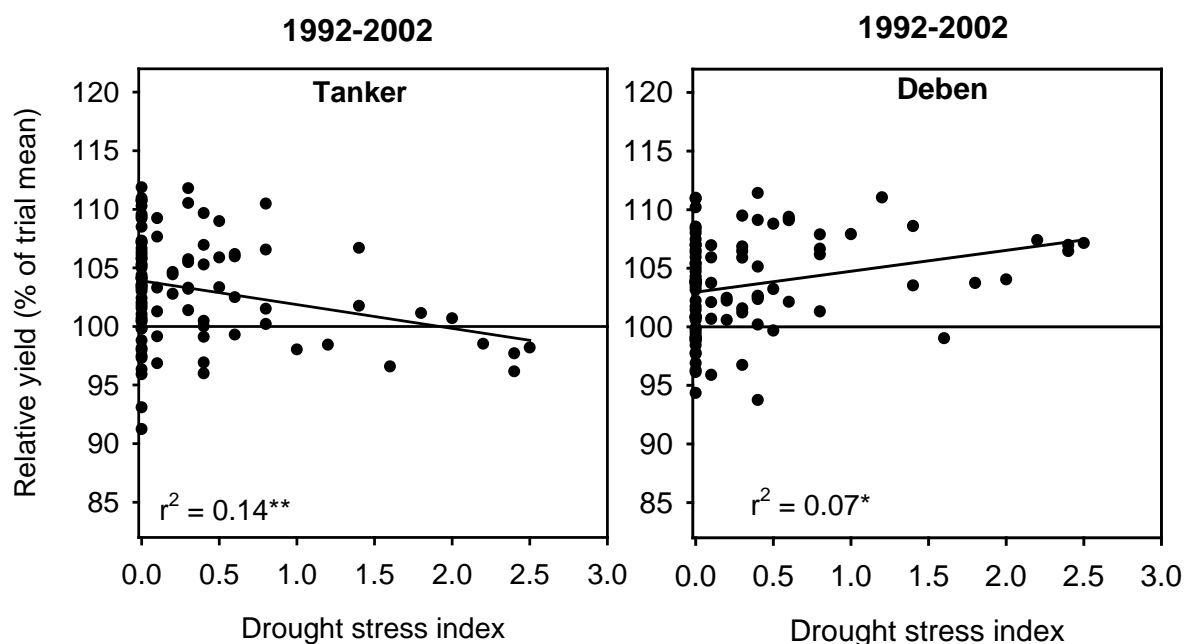 1992-2002
Tanker
Relative yield (% of trial mean)
120
115
110
105
100
95
90
85
r² = 0.14**
0.0 0.5 1.0 1.5 2.0 2.5 3.0
Drought stress index
1992-2002
Deben
120
115
110
105
100
95
90
85
r² = 0.07*
0.0 0.5 1.0 1.5 2.0 2.5 3.0
Drought stress index